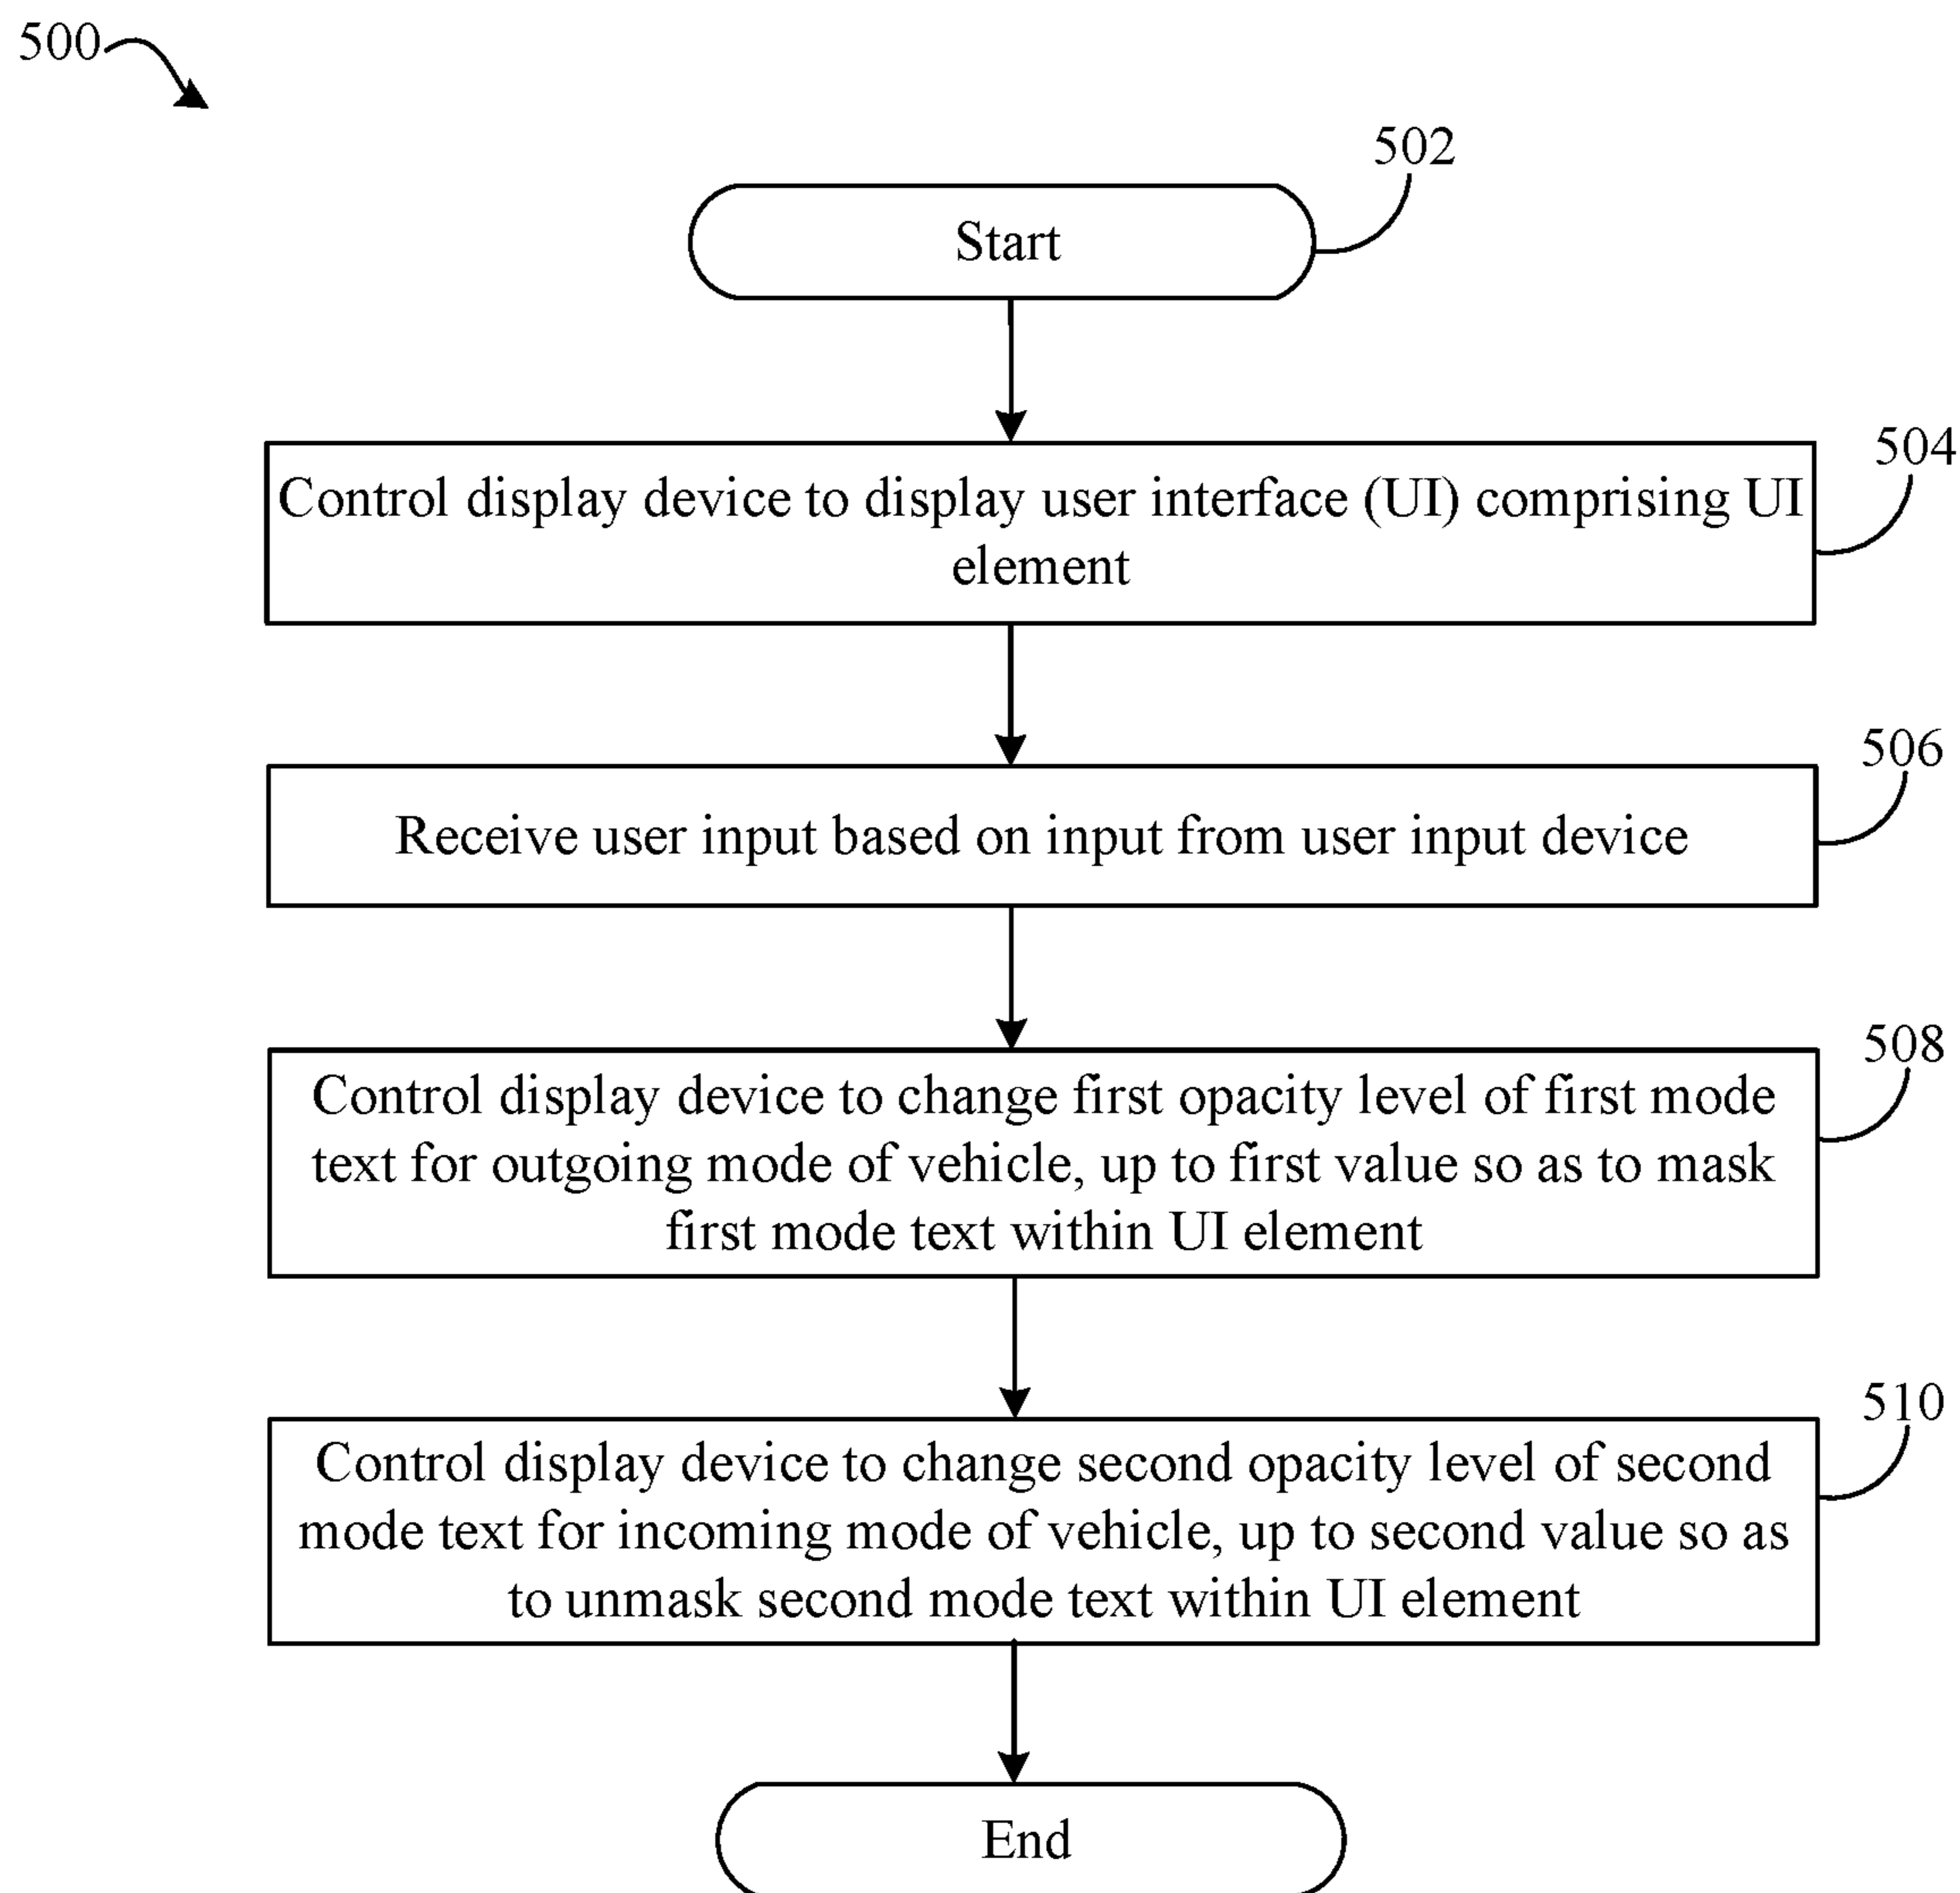 500
502
Start
504
Control display device to display user interface (UI) comprising UI
element
506
Receive user input based on input from user input device
508
Control display device to change first opacity level of first mode
text for outgoing mode of vehicle, up to first value so as to mask
first mode text within UI element
510
Control display device to change second opacity level of second
mode text for incoming mode of vehicle, up to second value so as
to unmask second mode text within UI element
End